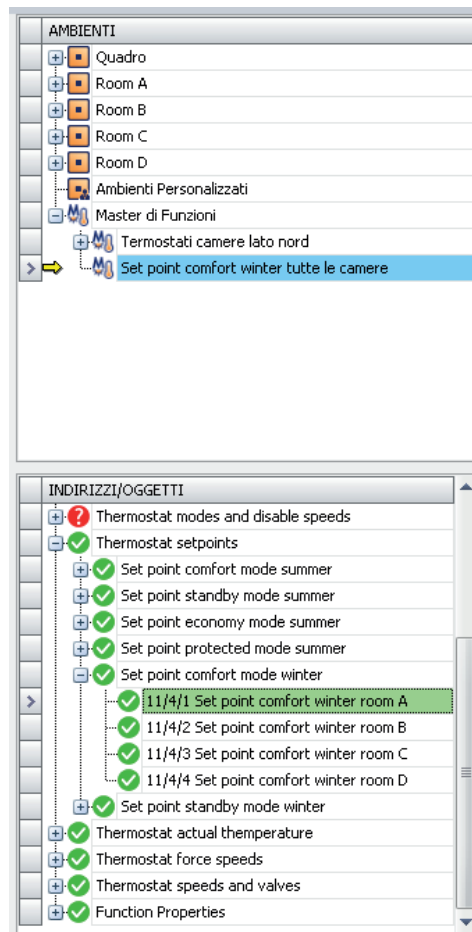 AMBIENTI
Quadro
Room A
Room B
Room C
Room D
Ambienti Personalizzati
Master di Funzioni
Termostati camere lato nord
Set point comfort winter tutte le camere
INDIRIZZI/OGGETTI
Thermostat modes and disable speeds
Thermostat setpoints
Set point comfort mode summer
Set point standby mode summer
Set point economy mode summer
Set point protected mode summer
Set point comfort mode winter
11/4/1 Set point comfort winter room A
11/4/2 Set point comfort winter room B
11/4/3 Set point comfort winter room C
11/4/4 Set point comfort winter room D
Set point standby mode winter
Thermostat actual themperature
Thermostat force speeds
Thermostat speeds and valves
Function Properties